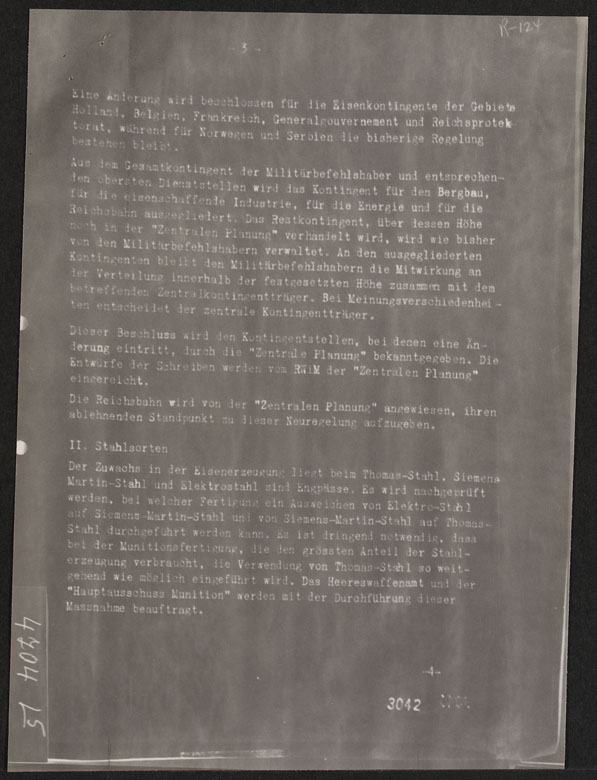 R-124
- 3 -
Eine Änderung wird beschlossen für die Eisenkontingente der Gebiete
Holland, Belgien, Frankreich, Generalgouvernement und Reichsprotek-
torat, während für Norwegen und Serbien die bisherige Regelung
bestehen bleibt.
Aus dem Gesamtkontingent der Militärbefehlshaber und entsprechen-
den obersten Dienststellen wird das Kontingent für den Bergbau,
für die eisenschaffende Industrie, für die Energie und für die
Reichsbahn ausgegliedert. Das Restkontingent, über dessen Höhe
noch in der "Zentralen Planung" verhandelt wird, wird wie bisher
von den Militärbefehlshabern verwaltet. An den ausgegliederten
Kontingenten bleibt den Militärbefehlshabern die Mitwirkung an
der Verteilung innerhalb der festgesetzten Höhe zusammen mit dem
betreffenden Zentralkontingentträger. Bei Meinungsverschiedenhei-
ten entscheidet der zentrale Kontingentträger.
Dieser Beschluss wird den Kontingentstellen, bei denen eine Än-
derung eintritt, durch die "Zentrale Planung" bekanntgegeben. Die
Entwürfe der Schreiben werden vom RWiM der "Zentralen Planung"
eingereicht.
Die Reichsbahn wird von der "Zentralen Planung" angewiesen, ihren
ablehnenden Standpunkt zu dieser Neuregelung aufzugeben.
II. Stahlsorten
Der Zuwachs in der Eisenerzeugung liegt beim Thomas-Stahl. Siemens
Martin-Stahl und Elektrostahl sind Engpässe. Es wird nachgeprüft
werden, bei welcher Fertigung ein Ausweichen von Elektro-Stahl
auf Siemens-Martin-Stahl und von Siemens-Martin-Stahl auf Thomas-
Stahl durchgeführt werden kann. Es ist dringend notwendig, dass
bei der Munitionsfertigung, die den grössten Anteil der Stahl-
erzeugung verbraucht, die Verwendung von Thomas-Stahl so weit-
gehend wie möglich eingeführt wird. Das Heereswaffenamt und der
"Hauptausschuss Munition" werden mit der Durchführung dieser
Massnahme beauftragt.
-4-
3042
4204 15